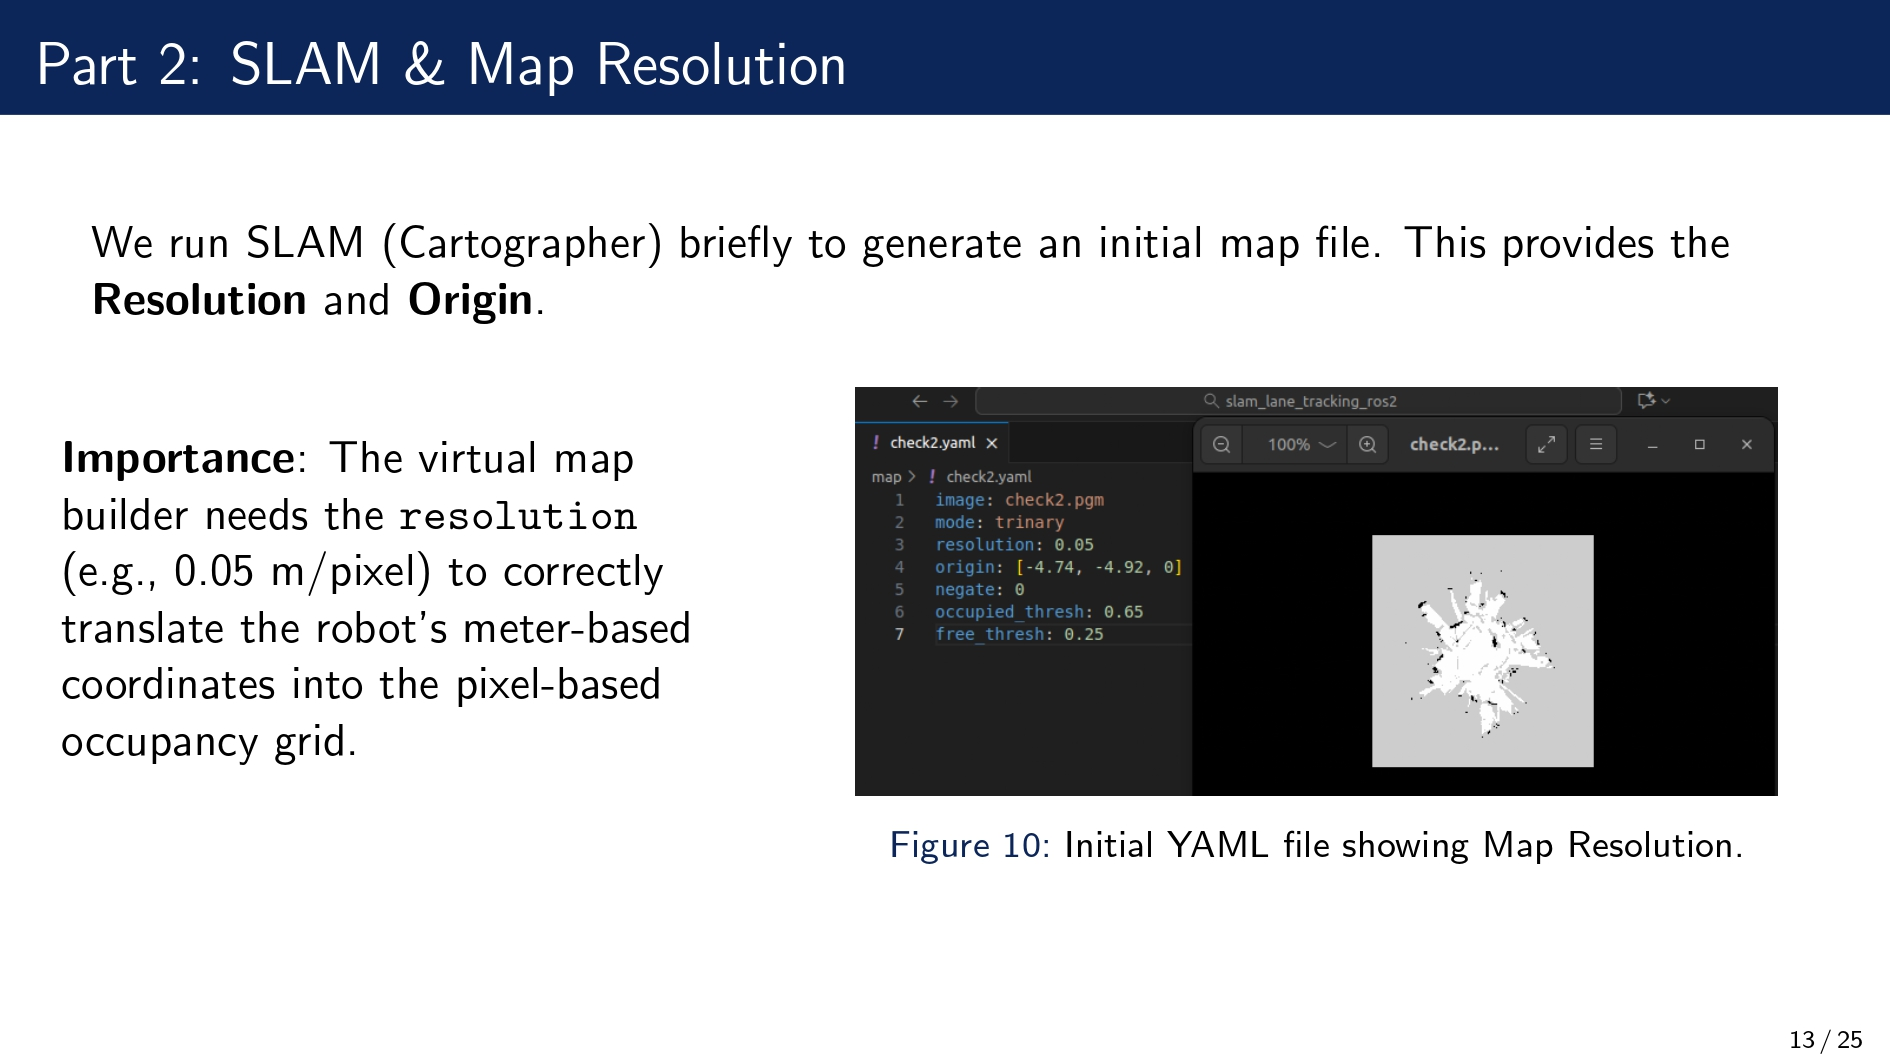 Part 2: SLAM & Map Resolution
We run SLAM (Cartographer) briefly to generate an initial map file. This provides the
Resolution and Origin.
Importance: The virtual map
builder needs the resolution
(e.g., 0.05 m/pixel) to correctly
translate the robot's meter-based
coordinates into the pixel-based
occupancy grid.
slam_lane_tracking_ros2
! check2.yaml
map > ! check2.yaml
1 image: check2.pgm
2 mode: trinary
3 resolution: 0.05
4 origin: [-4.74, -4.92, 0]
5 negate: 0
6 occupied_thresh: 0.65
7 free_thresh: 0.25
100%
check2.p...
Figure 10: Initial YAML file showing Map Resolution.
13 / 25